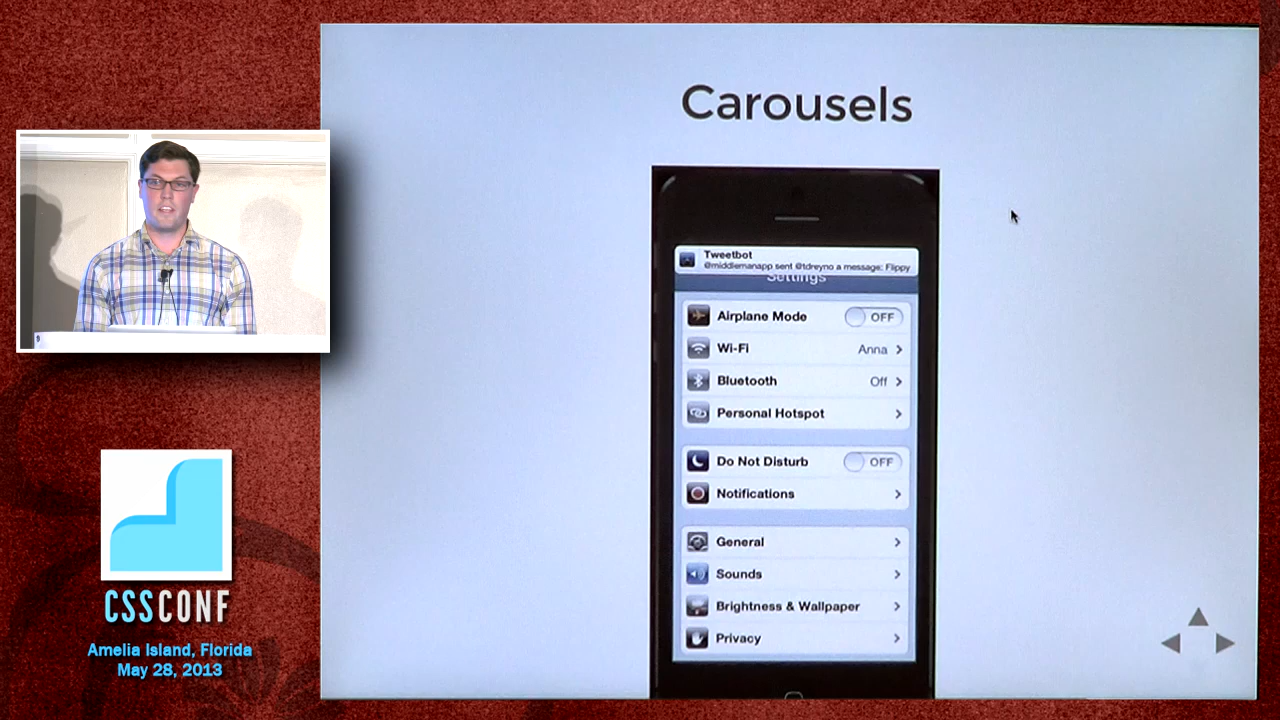 Carousels
Tweetbot
@middlemanapp sent @tdreyno a message: Flippy
Settings
Airplane Mode OFF
Wi-Fi Anna
Bluetooth Off
Personal Hotspot
Do Not Disturb OFF
Notifications
General
Sounds
Brightness & Wallpaper
Privacy
CSSCONF
Amelia Island, Florida
May 28, 2013